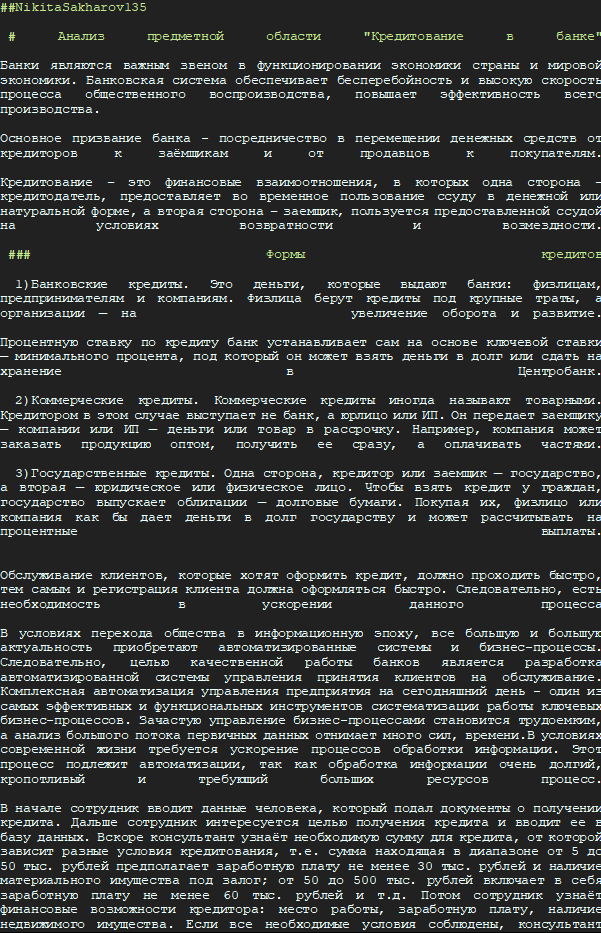 ##NikitaSakharov135
# Анализ предметной области "Кредитование в банке"
Банки являются важным звеном в функционировании экономики страны и мировой
экономики. Банковская система обеспечивает бесперебойность и высокую скорость
процесса общественного воспроизводства, повышает эффективность всего
производства.
Основное призвание банка - посредничество в перемещении денежных средств от
кредиторов к заёмщикам и от продавцов к покупателям.
Кредитование - это финансовые взаимоотношения, в которых одна сторона -
кредитодатель, предоставляет во временное пользование ссуду в денежной или
натуральной форме, а вторая сторона - заемщик, пользуется предоставленной ссудой
на условиях возвратности и возмездности.
### Формы кредитов
1)Банковские кредиты. Это деньги, которые выдают банки: физлицам,
предпринимателям и компаниям. Физлица берут кредиты под крупные траты, а
организации — на увеличение оборота и развитие.
Процентную ставку по кредиту банк устанавливает сам на основе ключевой ставки
— минимального процента, под который он может взять деньги в долг или сдать на
хранение в Центробанк.
2)Коммерческие кредиты. Коммерческие кредиты иногда называют товарными.
Кредитором в этом случае выступает не банк, а юрлицо или ИП. Он передает заемщику
— компании или ИП — деньги или товар в рассрочку. Например, компания может
заказать продукцию оптом, получить ее сразу, а оплачивать частями.
3)Государственные кредиты. Одна сторона, кредитор или заемщик — государство,
а вторая — юридическое или физическое лицо. Чтобы взять кредит у граждан,
государство выпускает облигации — долговые бумаги. Покупая их, физлицо или
компания как бы дает деньги в долг государству и может рассчитывать на
процентные выплаты.
Обслуживание клиентов, которые хотят оформить кредит, должно проходить быстро,
тем самым и регистрация клиента должна оформляться быстро. Следовательно, есть
необходимость в ускорении данного процесса
В условиях перехода общества в информационную эпоху, все большую и большую
актуальность приобретают автоматизированные системы и бизнес-процессы.
Следовательно, целью качественной работы банков является разработка
автоматизированной системы управления принятия клиентов на обслуживание.
Комплексная автоматизация управления предприятия на сегодняшний день - один из
самых эффективных и функциональных инструментов систематизации работы ключевых
бизнес-процессов. Зачастую управление бизнес-процессами становится трудоемким,
а анализ большого потока первичных данных отнимает много сил, времени.В условиях
современной жизни требуется ускорение процессов обработки информации. Этот
процесс подлежит автоматизации, так как обработка информации очень долгий,
кропотливый и требующий больших ресурсов процесс.
В начале сотрудник вводит данные человека, который подал документы о получении
кредита. Дальше сотрудник интересуется целью получения кредита и вводит ее в
базу данных. Вскоре консультант узнаёт необходимую сумму для кредита, от которой
зависит разные условия кредитования, т.е. сумма находящая в диапазоне от 5 до
50 тыс. рублей предполагает заработную плату не менее 30 тыс. рублей и наличие
материального имущества под залог; от 50 до 500 тыс. рублей включает в себя
заработную плату не менее 60 тыс. рублей и т.д. Потом сотрудник узнаёт
финансовые возможности кредитора: место работы, заработную плату, наличие
недвижимого имущества. Если все необходимые условия соблюдены, консультант